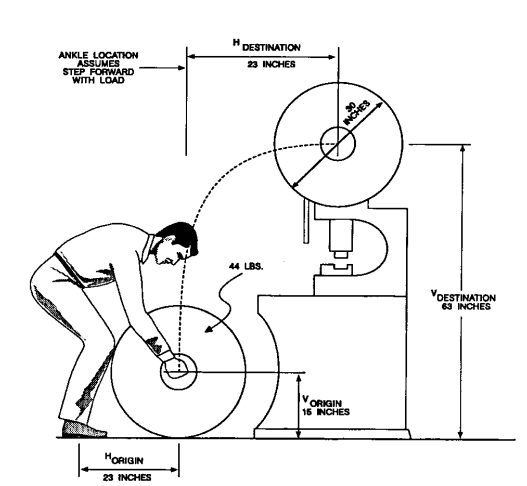 H DESTINATION
23 INCHES
ANKLE LOCATION
ASSUMES
STEP FORWARD
WITH LOAD
30
INCHES
44 LBS.
V DESTINATION
63 INCHES
V ORIGIN
15 INCHES
H ORIGIN
23 INCHES